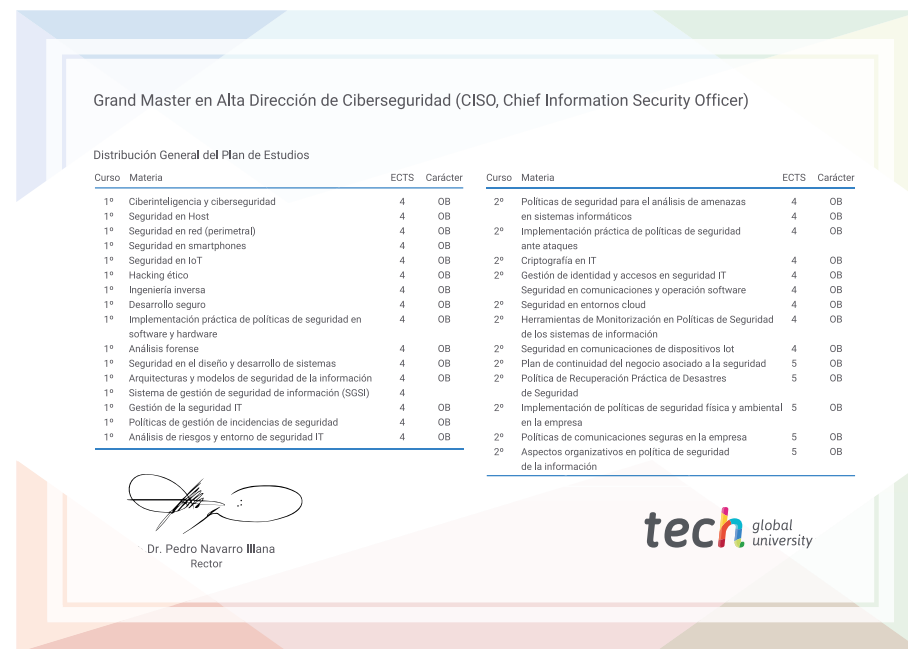 Grand Master en Alta Dirección de Ciberseguridad (CISO, Chief Information Security Officer)
Distribución General del Plan de Estudios
Curso Materia ECTS Carácter
1º Ciberinteligencia y ciberseguridad 4 OB
1º Seguridad en Host 4 OB
1º Seguridad en red (perimetral) 4 OB
1º Seguridad en smartphones 4 OB
1º Seguridad en IoT 4 OB
1º Hacking ético 4 OB
1º Ingeniería inversa 4 OB
1º Desarrollo seguro 4 OB
1º Implementación práctica de políticas de seguridad en 4 OB
software y hardware
1º Análisis forense 4 OB
1º Seguridad en el diseño y desarrollo de sistemas 4 OB
1º Arquitecturas y modelos de seguridad de la información 4 OB
1º Sistema de gestión de seguridad de información (SGSI) 4
1º Gestión de la seguridad IT 4 OB
1º Políticas de gestión de incidencias de seguridad 4 OB
1º Análisis de riesgos y entorno de seguridad IT 4 OB
Curso Materia ECTS Carácter
2º Políticas de seguridad para el análisis de amenazas 4 OB
en sistemas informáticos 4 OB
2º Implementación práctica de políticas de seguridad 4 OB
ante ataques
2º Criptografía en IT 4 OB
2º Gestión de identidad y accesos en seguridad IT 4 OB
Seguridad en comunicaciones y operación software 4 OB
2º Seguridad en entornos cloud 4 OB
2º Herramientas de Monitorización en Políticas de Seguridad 4 OB
de los sistemas de información
2º Seguridad en comunicaciones de dispositivos Iot 4 OB
2º Plan de continuidad del negocio asociado a la seguridad 5 OB
2º Política de Recuperación Práctica de Desastres 5 OB
de Seguridad
2º Implementación de políticas de seguridad física y ambiental 5 OB
en la empresa
2º Políticas de comunicaciones seguras en la empresa 5 OB
2º Aspectos organizativos en política de seguridad 5 OB
de la información
Dr. Pedro Navarro Illana
Rector
tech global
university